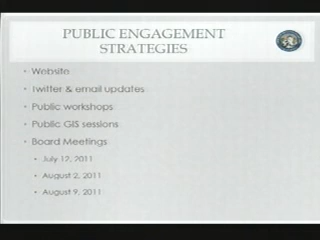 PUBLIC ENGAGEMENT
STRATEGIES
• Website
• Twitter & email updates
• Public workshops
• Public GIS sessions
• Board Meetings
• July 12, 2011
• August 2, 2011
• August 9, 2011